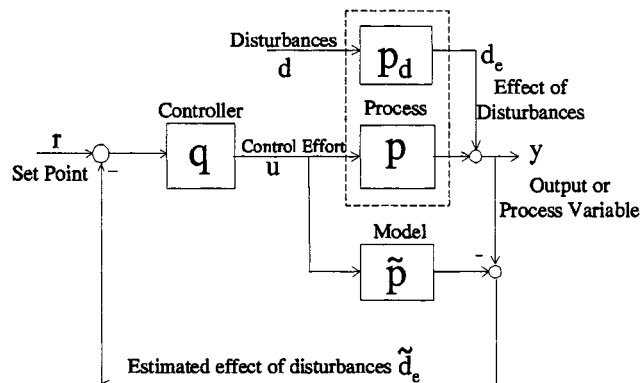 Disturbances
d
p_d
d_e
Effect of
Disturbances
Controller
Process
r
Set Point
−
q
Control Effort
u
p
y
Output or
Process Variable
Model
p̃
-
Estimated effect of disturbances d̃_e